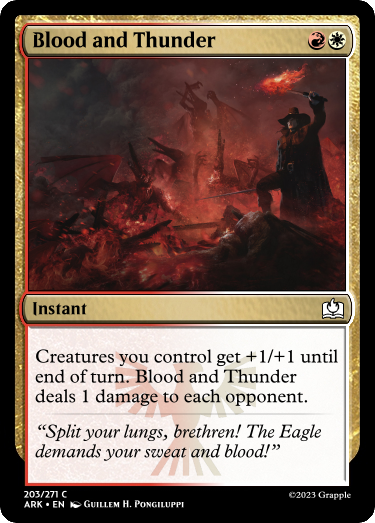 Blood and Thunder
Instant
Creatures you control get +1/+1 until
end of turn. Blood and Thunder
deals 1 damage to each opponent.
“Split your lungs, brethren! The Eagle
demands your sweat and blood!”
203/271 C
ARK • EN Guillem H. Pongiluppi
©2023 Grapple